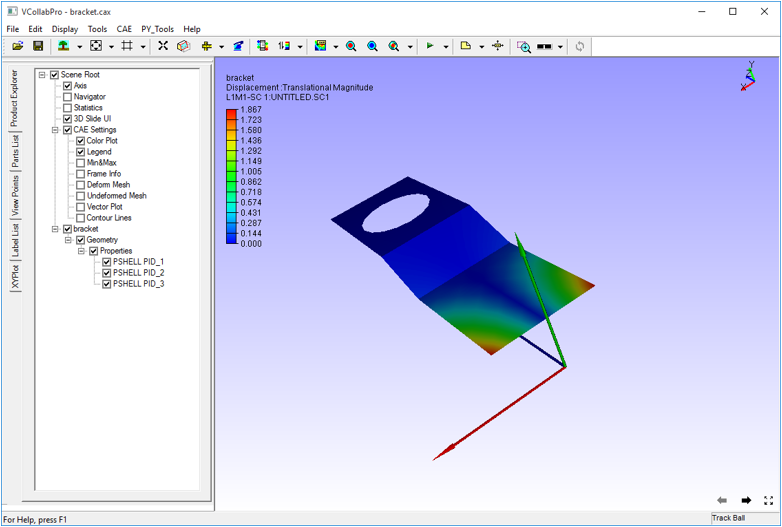 VCollabPro - bracket.cax
File Edit Display Tools CAE PY_Tools Help
Product Explorer
Parts List
View Points
Label List
XYPlot
Scene Root
Axis
Navigator
Statistics
3D Slide UI
CAE Settings
Color Plot
Legend
Min&Max
Frame Info
Deform Mesh
Undeformed Mesh
Vector Plot
Contour Lines
bracket
Geometry
Properties
PSHELL PID_1
PSHELL PID_2
PSHELL PID_3
bracket
Displacement :Translational Magnitude
L1M1-SC 1:UNTITLED.SC1
1.867
1.723
1.580
1.436
1.292
1.149
1.005
0.862
0.718
0.574
0.431
0.287
0.144
0.000
Y
Z
X
For Help, press F1
Track Ball